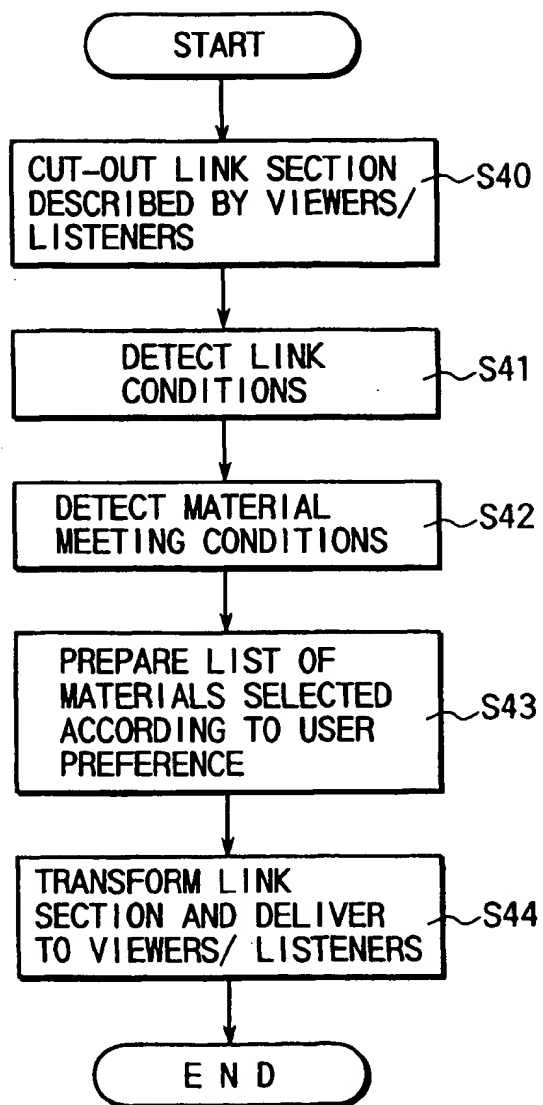 START
CUT-OUT LINK SECTION
DESCRIBED BY VIEWERS/
LISTENERS
S40
DETECT LINK
CONDITIONS
S41
DETECT MATERIAL
MEETING CONDITIONS
S42
PREPARE LIST OF
MATERIALS SELECTED
ACCORDING TO USER
PREFERENCE
S43
TRANSFORM LINK
SECTION AND DELIVER
TO VIEWERS/ LISTENERS
S44
END